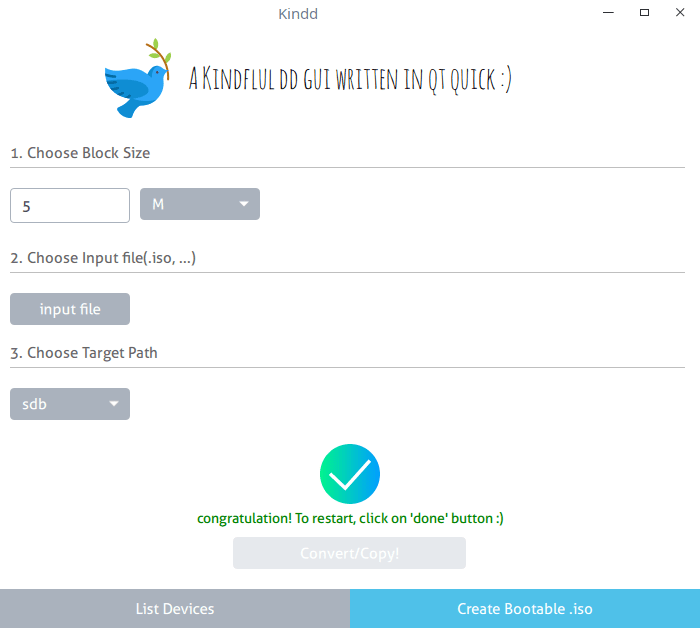 Kindd
A Kindflul dd gui written in qt quick :)
1. Choose Block Size
5
M
2. Choose Input file(.iso, ...)
input file
3. Choose Target Path
sdb
congratulation! To restart, click on 'done' button :)
Convert/Copy!
List Devices
Create Bootable .iso